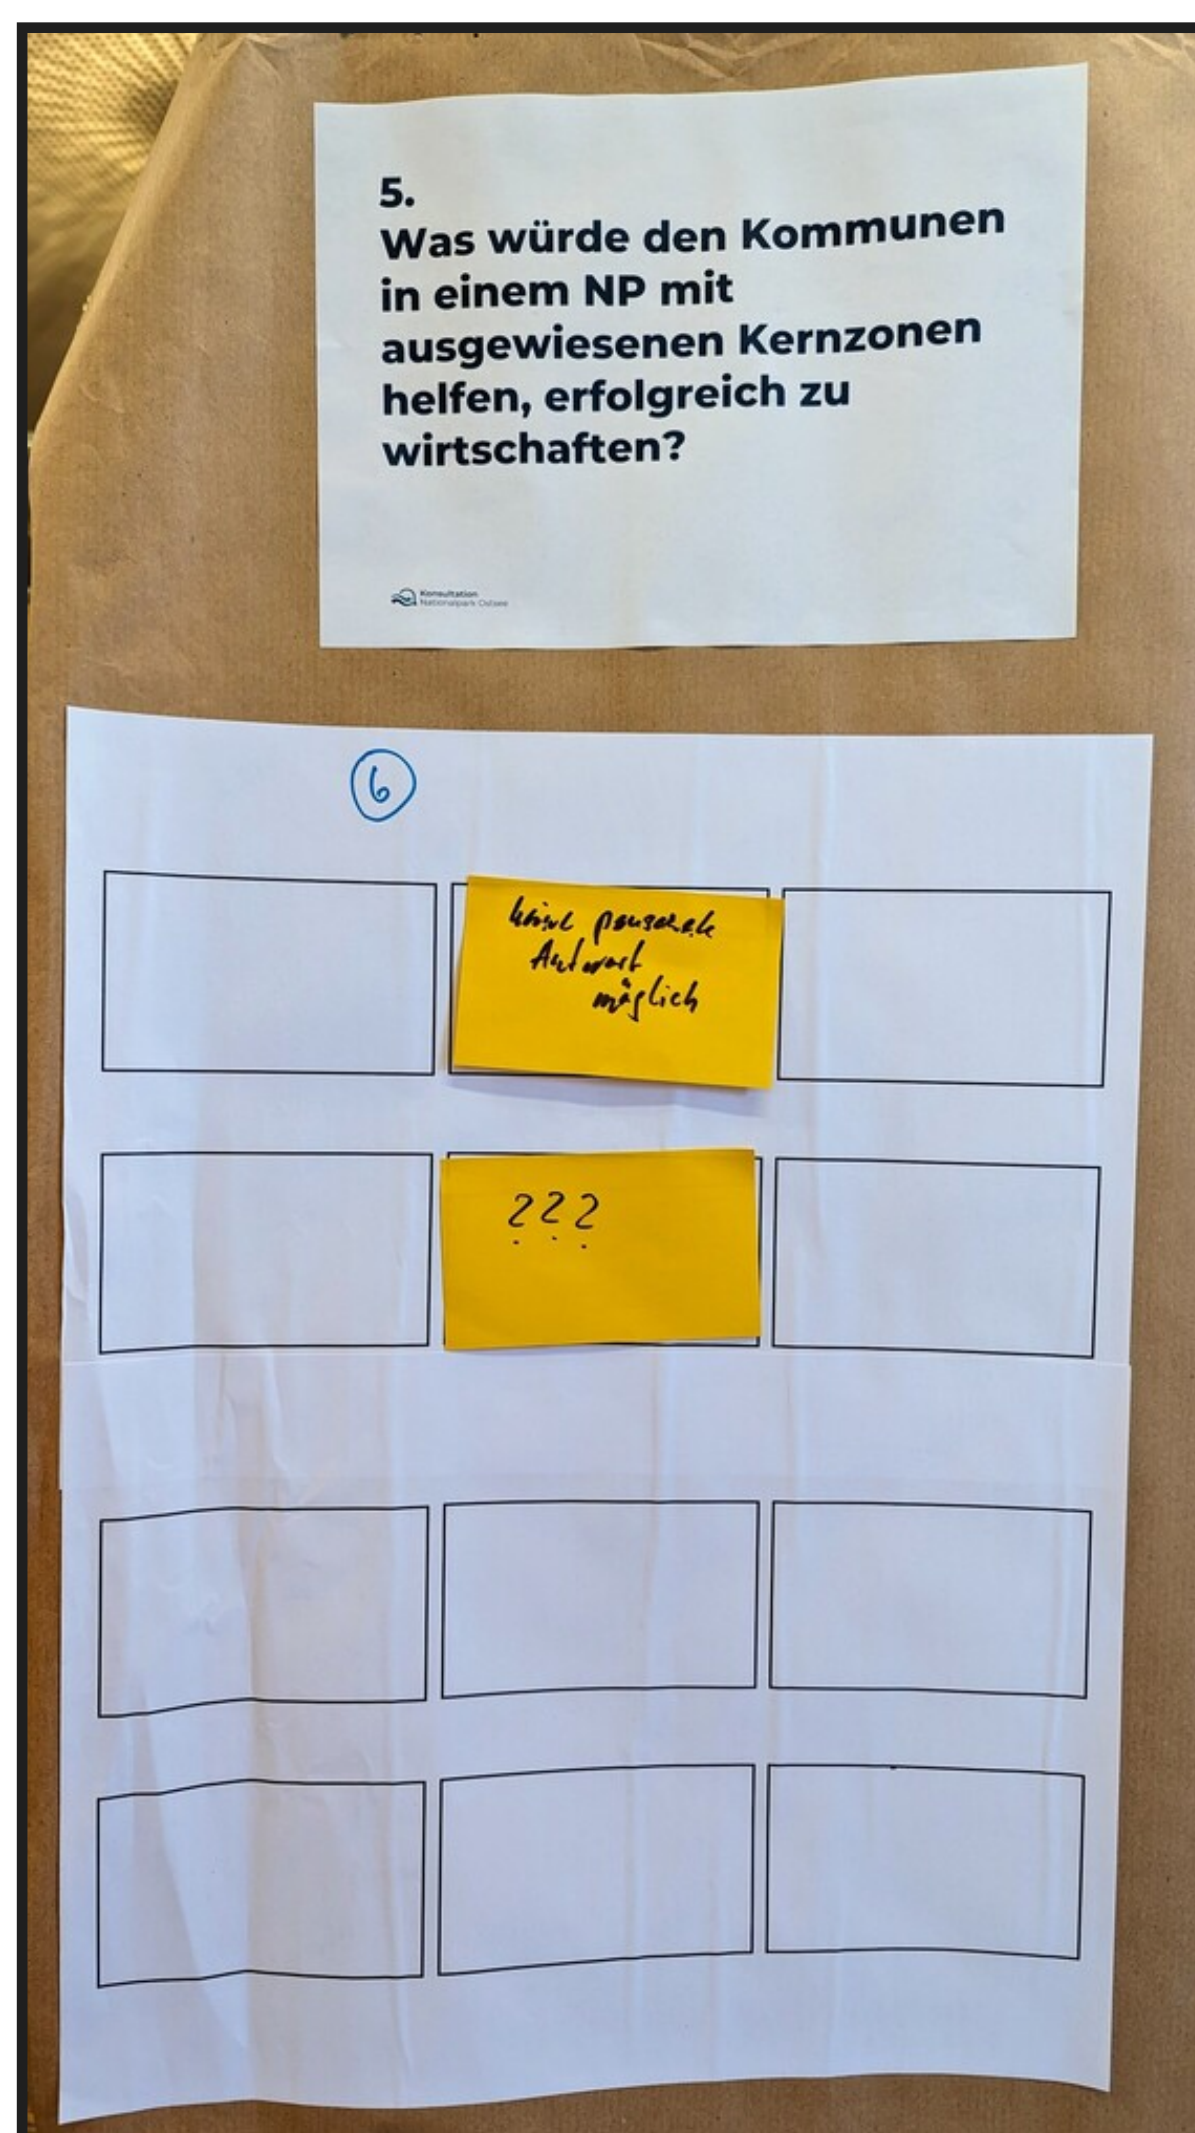 5.
Was würde den Kommunen
in einem NP mit
ausgewiesenen Kernzonen
helfen, erfolgreich zu
wirtschaften?
Konsultation
Nationalpark Ostsee
6
keine pauschale
Antwort
möglich
???